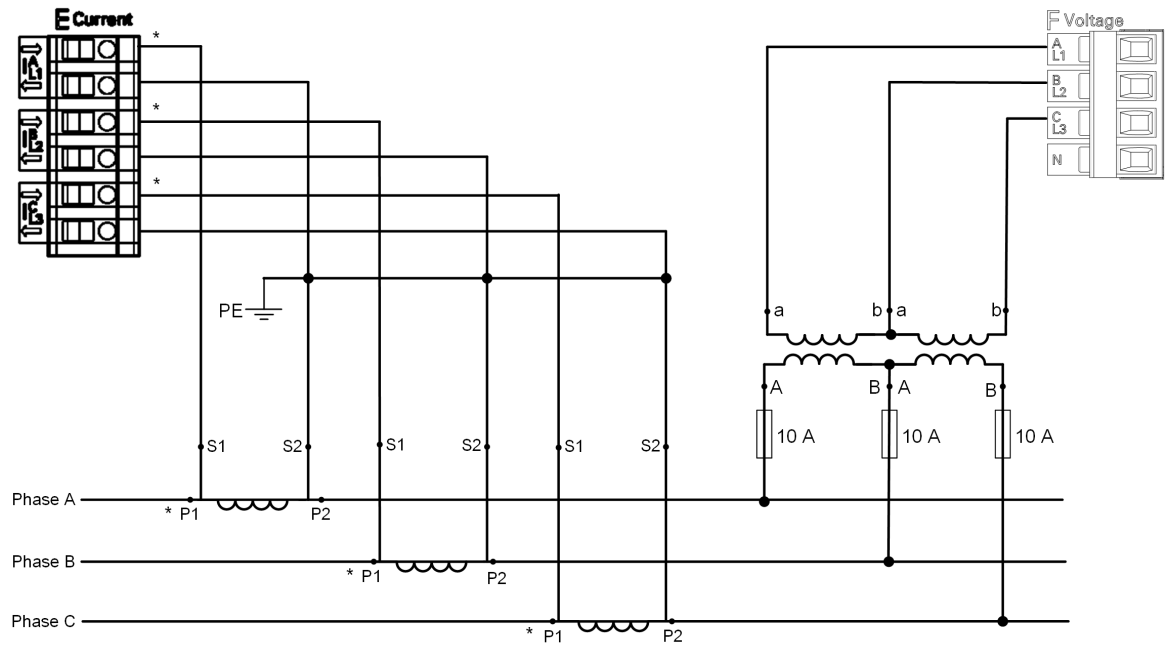 E Current
F Voltage
*
IA
L1
*
IB
L2
*
IC
L3
A
L1
B
L2
C
L3
N
PE
a b a b
A B A B
10 A 10 A 10 A
S1 S2 S1 S2 S1 S2
Phase A
* P1 P2
Phase B
* P1 P2
Phase C
* P1 P2